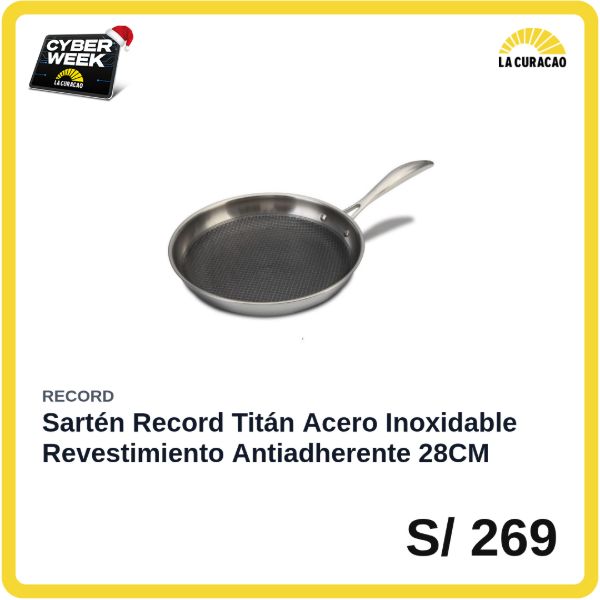 CYBER
WEEK
LA CURACAO
LA CURACAO
RECORD
Sartén Record Titán Acero Inoxidable
Revestimiento Antiadherente 28CM
S/ 269